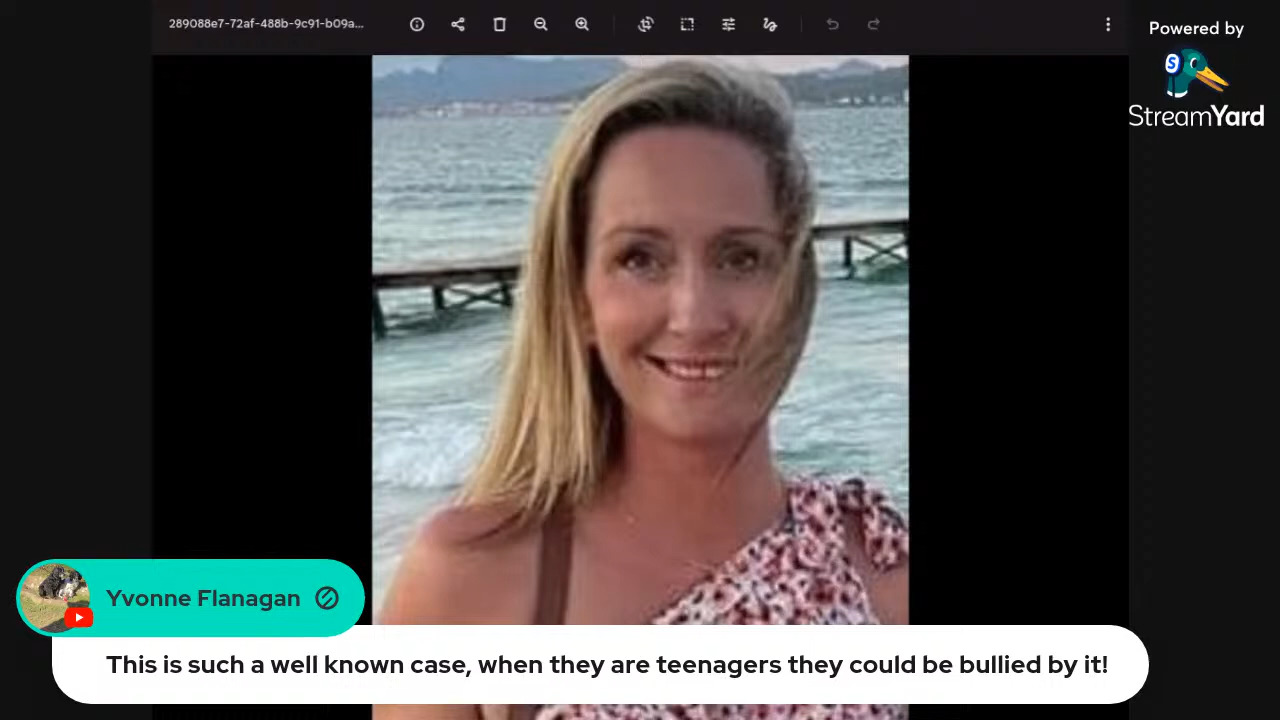 289088e7-72af-488b-9c91-b09a...
Powered by
S
StreamYard
Yvonne Flanagan
This is such a well known case, when they are teenagers they could be bullied by it!